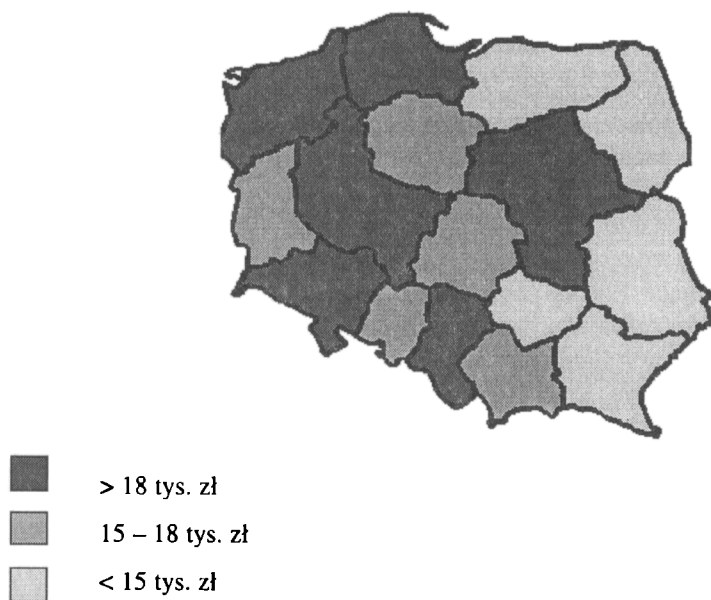 > 18 tys. zł
15 – 18 tys. zł
< 15 tys. zł